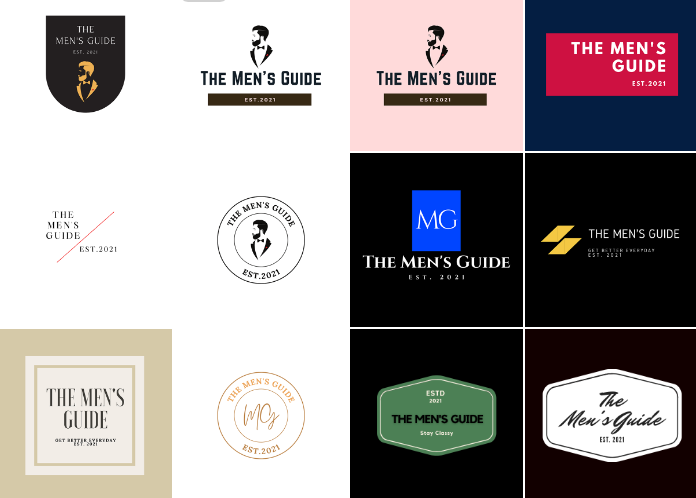 THE
MEN'S GUIDE
EST. 2021
THE MEN'S GUIDE
EST.2021
THE MEN'S GUIDE
EST.2021
THE MEN'S
GUIDE
EST.2021
THE
MEN'S
GUIDE
EST.2021
THE MEN'S GUIDE
EST.2021
MG
THE MEN'S GUIDE
EST. 2021
THE MEN'S GUIDE
GET BETTER EVERYDAY
EST. 2021
THE MEN'S
GUIDE
GET BETTER EVERYDAY
EST. 2021
THE MEN'S GUIDE
MG
EST.2021
ESTD
2021
THE MEN'S GUIDE
Stay Classy
The
Men's Guide
EST. 2021